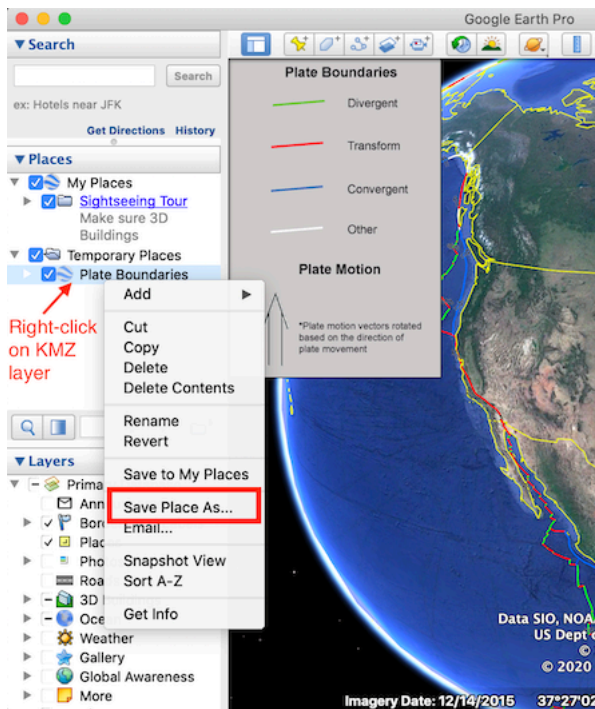 Google Earth Pro
▼ Search
Search
ex: Hotels near JFK
Get Directions History
▼ Places
My Places
Sightseeing Tour
Make sure 3D
Buildings
Temporary Places
Plate Boundaries
Right-click
on KMZ
layer
Add
Cut
Copy
Delete
Delete Contents
Rename
Revert
Save to My Places
Save Place As...
Email...
Snapshot View
Sort A-Z
Get Info
▼ Layers
Prima
Ann
Bor
Plac
Pho
Roa
3D
Oce
Weather
Gallery
Global Awareness
More
Plate Boundaries
Divergent
Transform
Convergent
Other
Plate Motion
*Plate motion vectors rotated
based on the direction of
plate movement
Data SIO, NOA
US Dept o
©
© 2020
Imagery Date: 12/14/2015 37°27'02